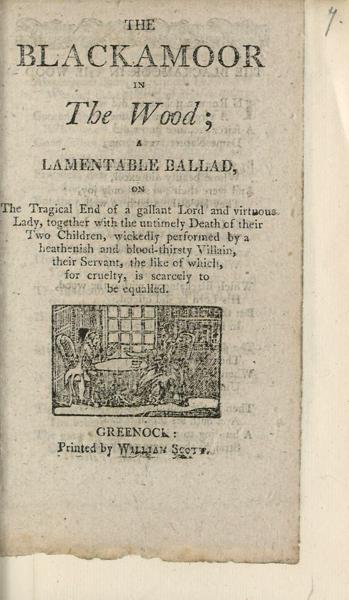 7.
THE
BLACKAMOOR
IN
The Wood;
A
LAMENTABLE BALLAD,
ON
The Tragical End of a gallant Lord and virtuous
Lady, together with the untimely Death of their
Two Children, wickedly performed by a
heathenish and blood-thirsty Villain,
their Servant, the like of which,
for cruelty, is scarcely to
be equalled.
GREENOCK:
Printed by WILLIAM SCOTT.